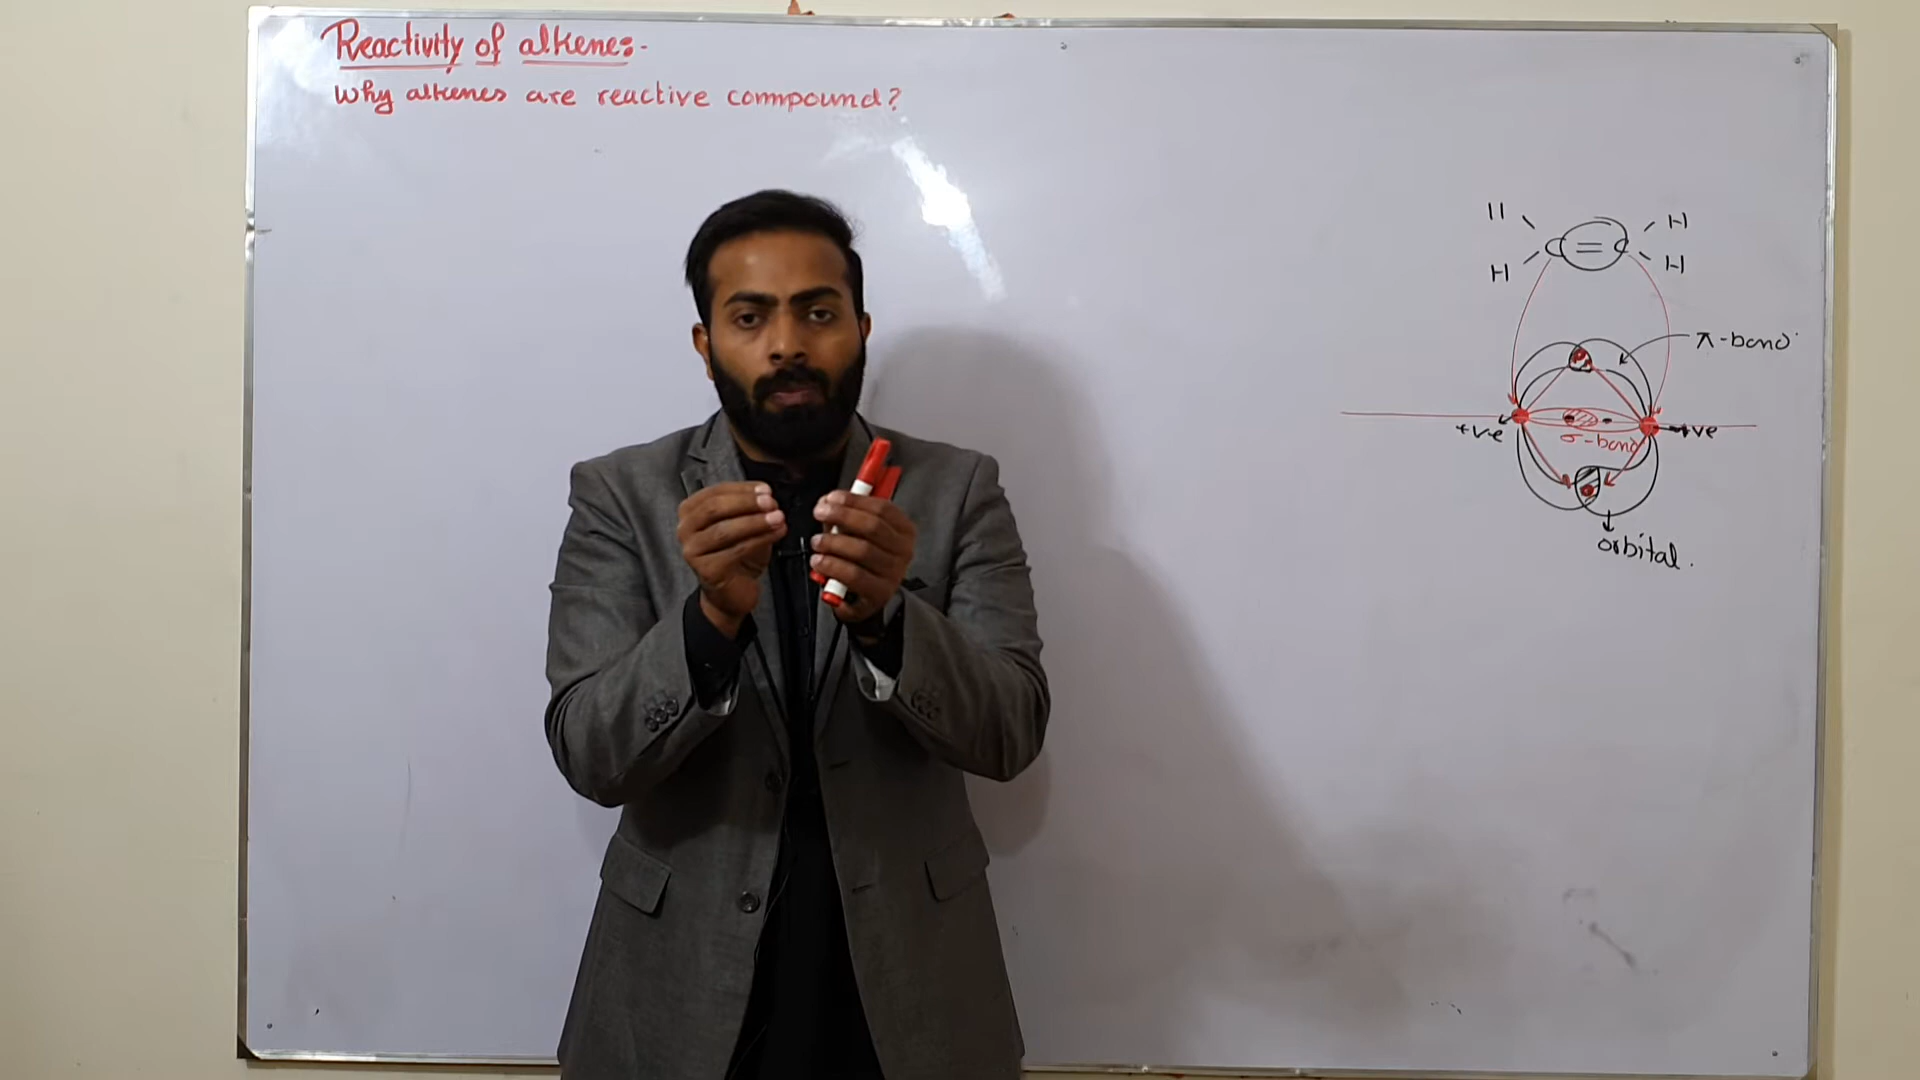 Reactivity of alkenes:-
Why alkenes are reactive compound?
H H
C = C
H H
π-bond
+ve +ve
σ-bond
orbital.